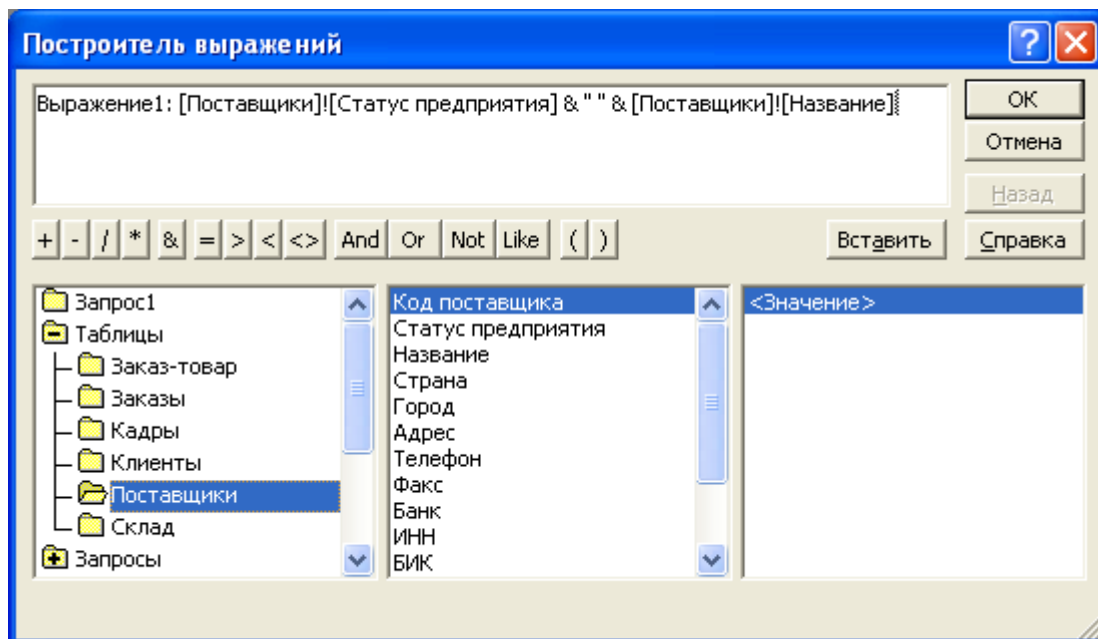 Построитель выражений
Выражение1: [Поставщики]![Статус предприятия] & " " & [Поставщики]![Название]
ОК
Отмена
Назад
+ - / * & = > < <> And Or Not Like ( )
Вставить
Справка
Запрос1
Таблицы
Заказ-товар
Заказы
Кадры
Клиенты
Поставщики
Склад
Запросы
Код поставщика
Статус предприятия
Название
Страна
Город
Адрес
Телефон
Факс
Банк
ИНН
БИК
<Значение>